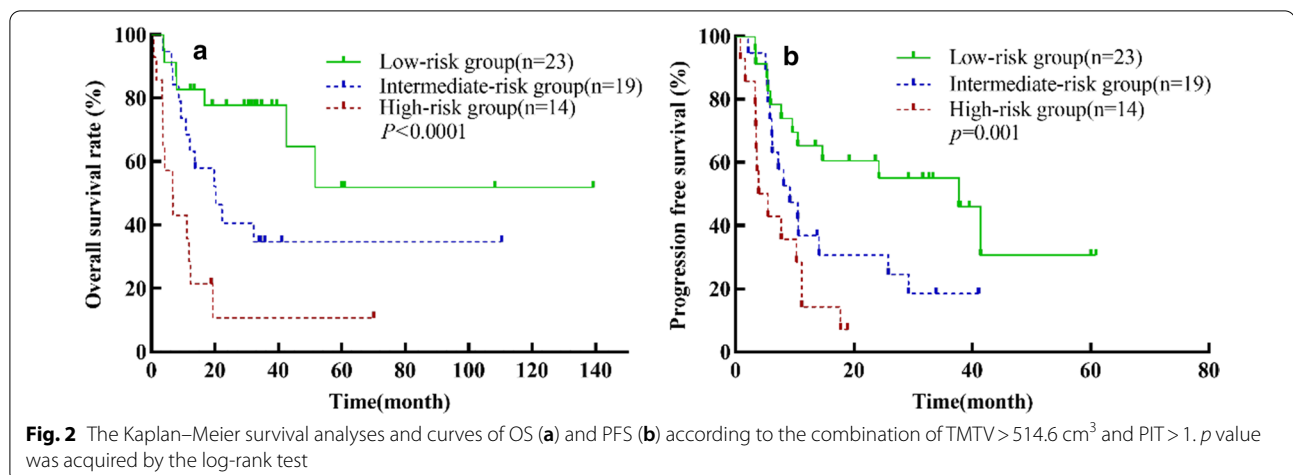 a
Low-risk group(n=23)
Intermediate-risk group(n=19)
High-risk group(n=14)
P<0.0001
Overall survival rate (%)
100
80
60
40
20
0
0 20 40 60 80 100 120 140
Time(month)
b
Low-risk group(n=23)
Intermediate-risk group(n=19)
High-risk group(n=14)
p=0.001
Progression free survival (%)
100
80
60
40
20
0
0 20 40 60 80
Time(month)
Fig. 2 The Kaplan–Meier survival analyses and curves of OS (a) and PFS (b) according to the combination of TMTV > 514.6 cm³ and PIT > 1. p value
was acquired by the log-rank test